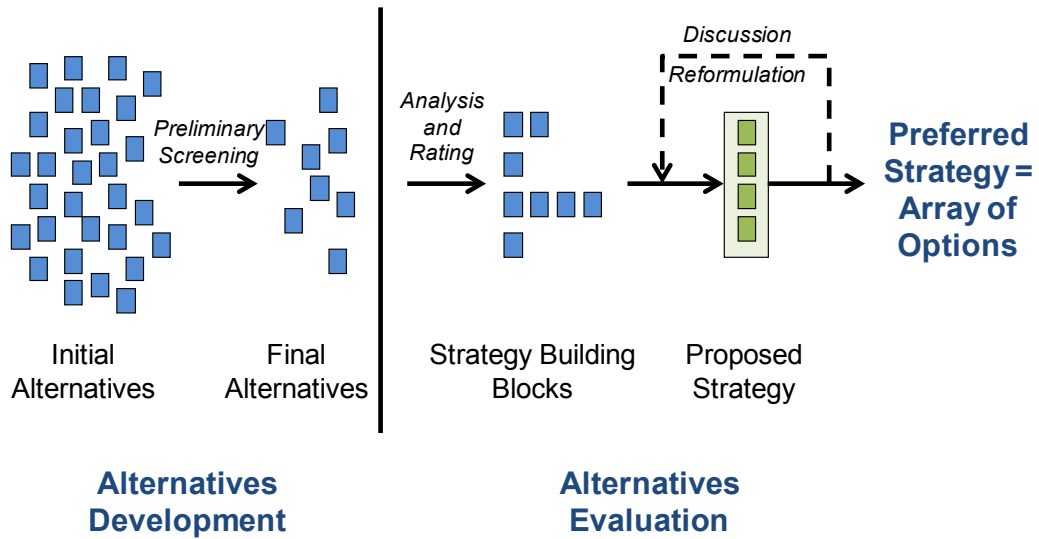 Discussion
Reformulation
Analysis
and
Rating
Preliminary
Screening
Preferred
Strategy =
Array of
Options
Initial
Alternatives
Final
Alternatives
Strategy Building
Blocks
Proposed
Strategy
Alternatives
Development
Alternatives
Evaluation